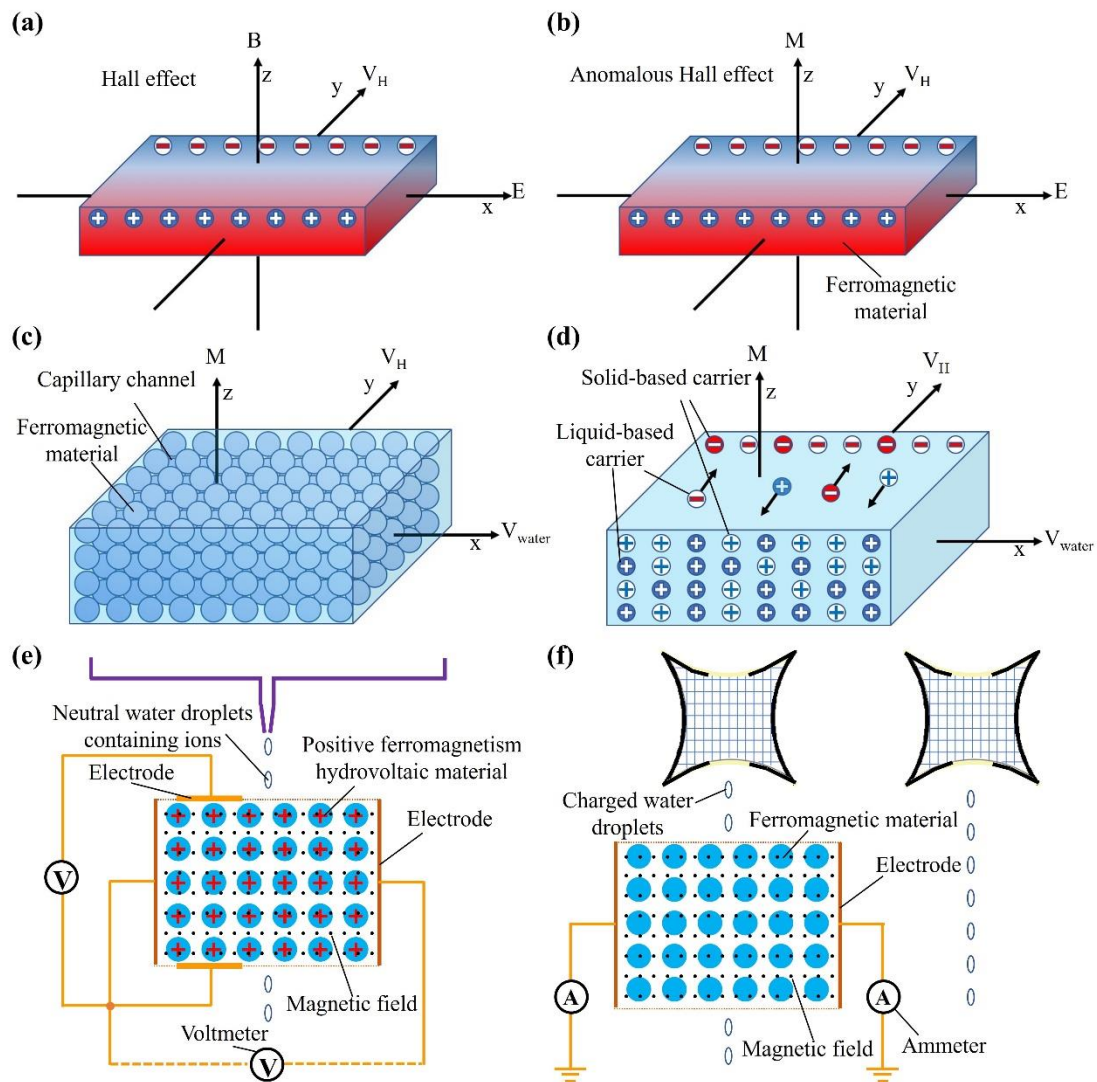 (a)
B
Hall effect
z
y
V_H
E
x
(b)
M
Anomalous Hall effect
z
y
V_H
E
x
Ferromagnetic
material
(c)
M
Capillary channel
z
y
V_H
Ferromagnetic
material
V_water
x
(d)
M
Solid-based carrier
z
y
V_II
Liquid-based
carrier
V_water
x
(e)
Neutral water droplets
containing ions
Positive ferromagnetism
hydrovoltaic material
Electrode
Electrode
V
Magnetic field
Voltmeter
V
(f)
Charged water
droplets
Ferromagnetic material
Electrode
A
A
Magnetic field
Ammeter